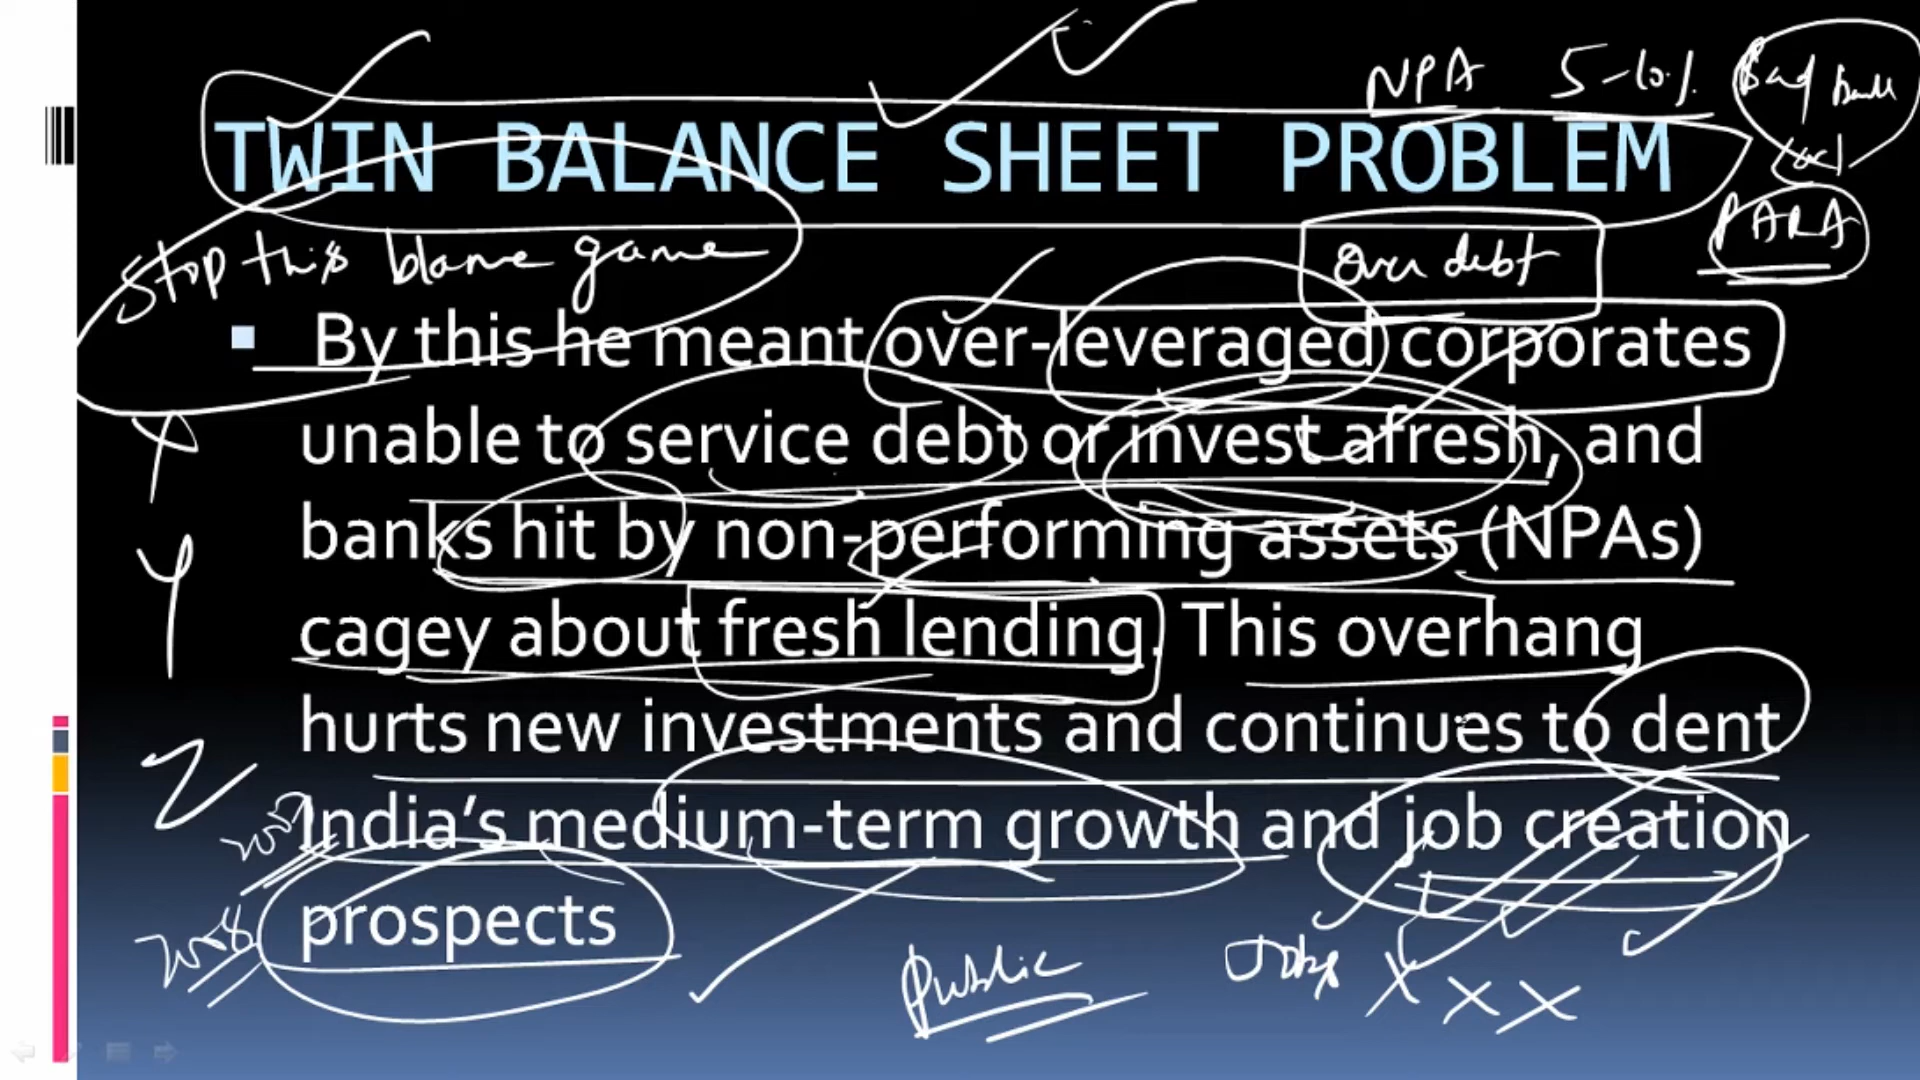 NPA 5-10%. Bad bank
TWIN BALANCE SHEET PROBLEM
PARA
Stop this blame game
over debt
By this he meant over-leveraged corporates
unable to service debt or invest afresh, and
banks hit by non-performing assets (NPAs)
cagey about fresh lending. This overhang
hurts new investments and continues to dent
India's medium-term growth and job creation
prospects
X
Y
Z
2008
Public
Jobs X X X